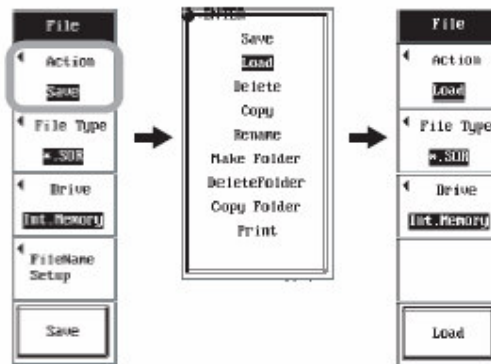 File
Action
Save
File Type
*.SOR
Drive
Int.Memory
FileName
Setup
Save
ENTER
Save
Load
Delete
Copy
Rename
Make Folder
DeleteFolder
Copy Folder
Print
File
Action
Load
File Type
*.SOR
Drive
Int.Memory
Load